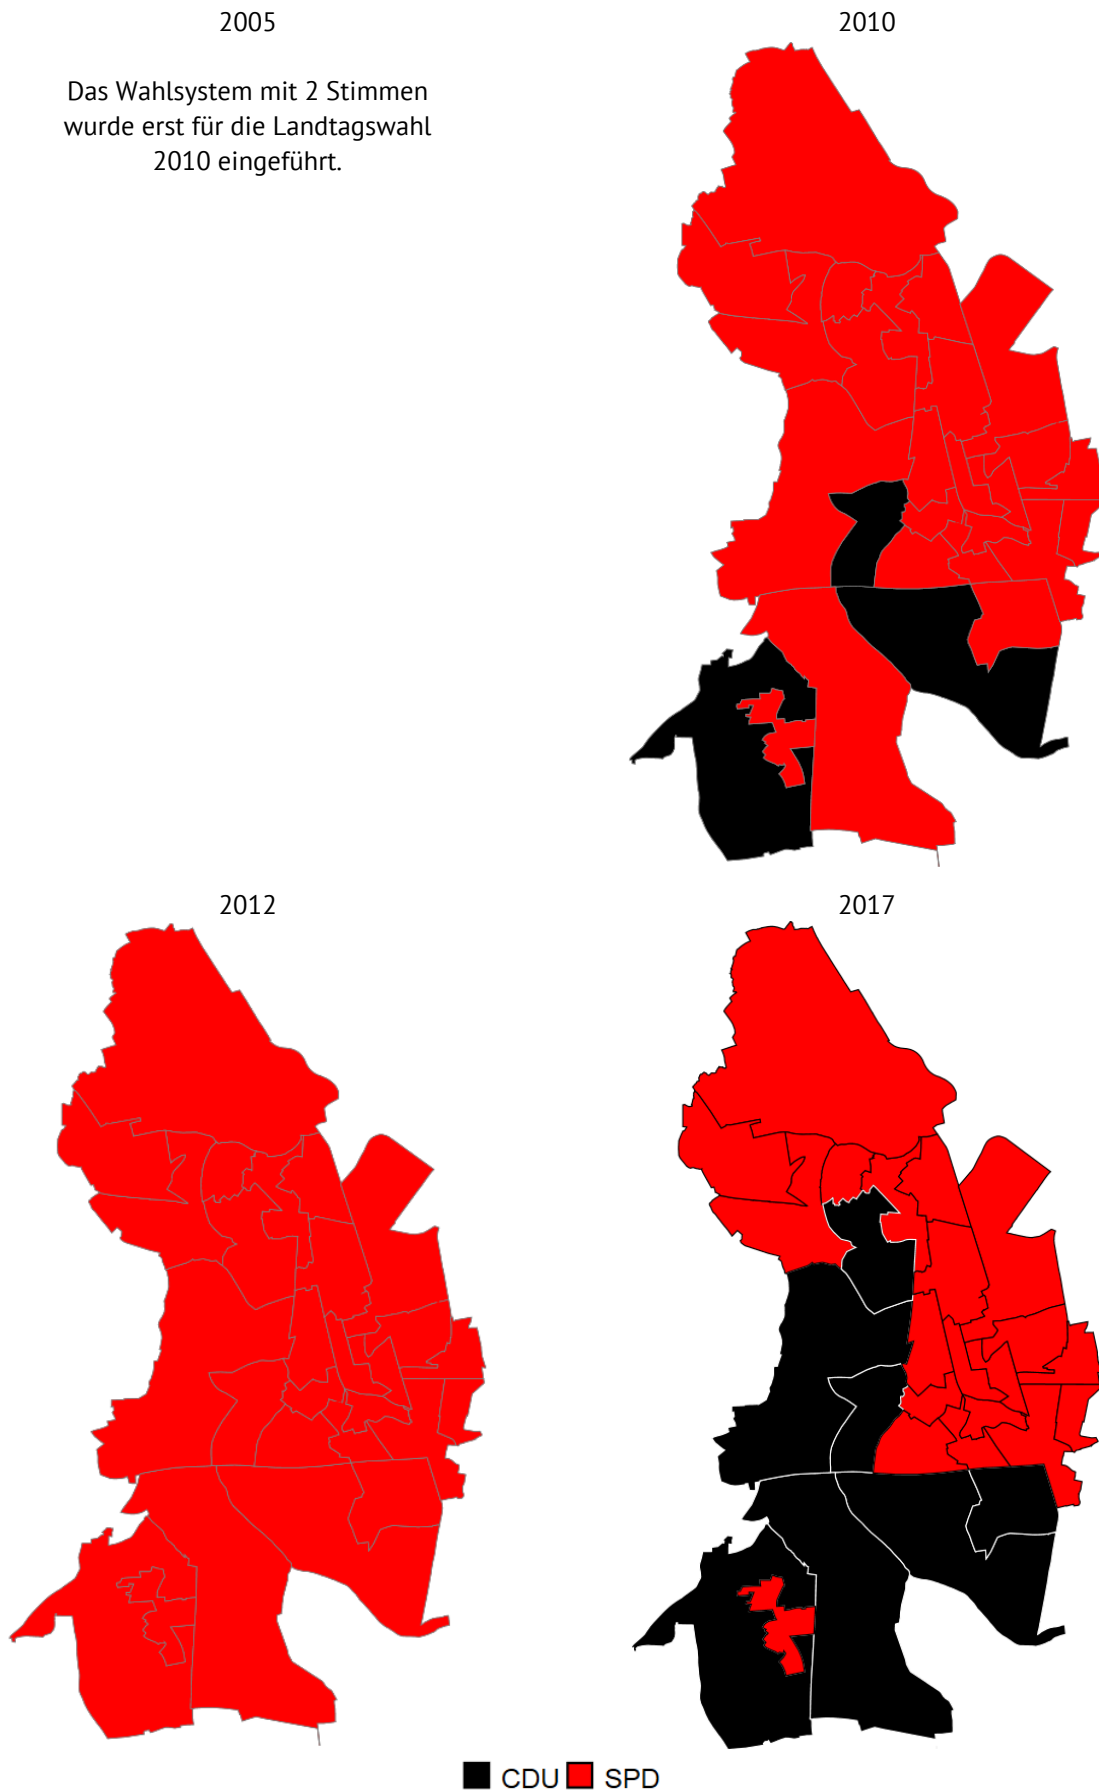 2005
Das Wahlsystem mit 2 Stimmen
wurde erst für die Landtagswahl
2010 eingeführt.
2010
2012
2017
CDU SPD